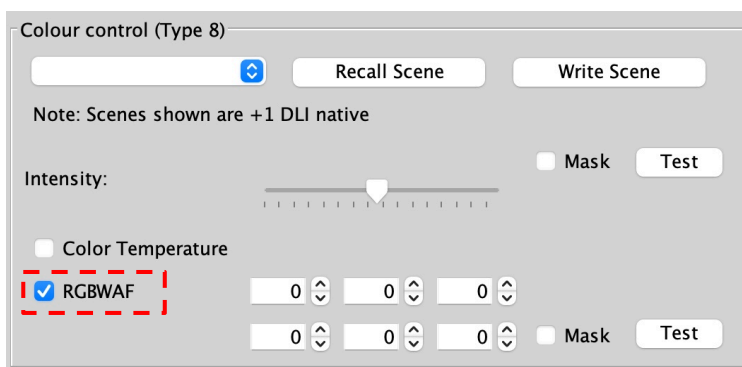 Colour control (Type 8)
Recall Scene Write Scene
Note: Scenes shown are +1 DLI native
Mask Test
Intensity:
Color Temperature
RGBWAF 0 0 0
0 0 0 Mask Test